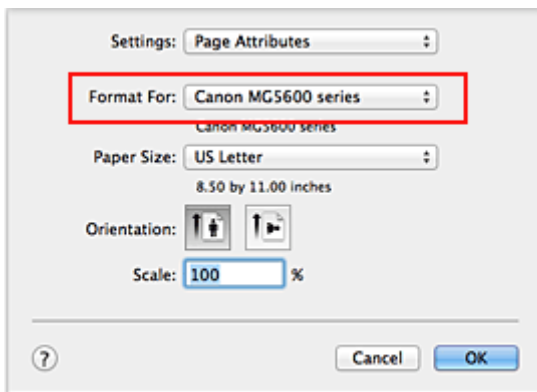 Settings: Page Attributes
Format For: Canon MG5600 series
Canon MG5600 series
Paper Size: US Letter
8.50 by 11.00 inches
Orientation:
Scale: 100 %
? Cancel OK